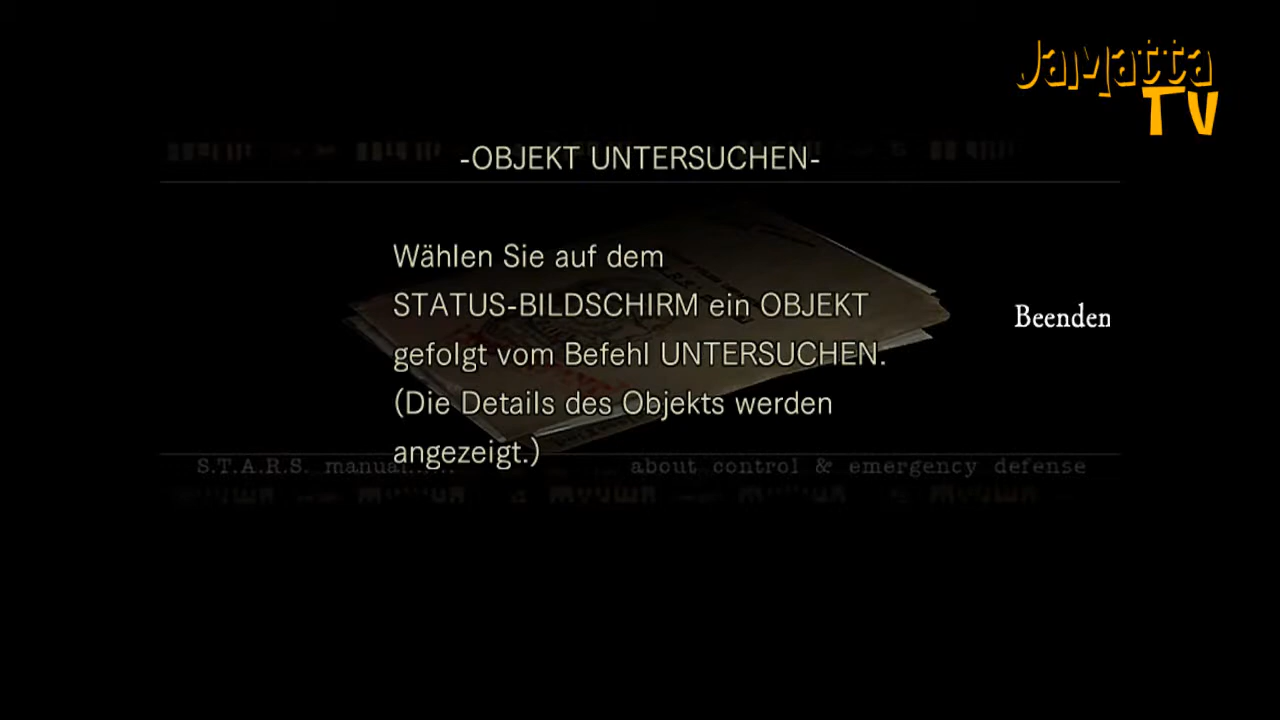 JaMatta
TV
-OBJEKT UNTERSUCHEN-
Wählen Sie auf dem
STATUS-BILDSCHIRM ein OBJEKT
gefolgt vom Befehl UNTERSUCHEN.
(Die Details des Objekts werden
angezeigt.)
Beenden
S.T.A.R.S. manual......
about control & emergency defense